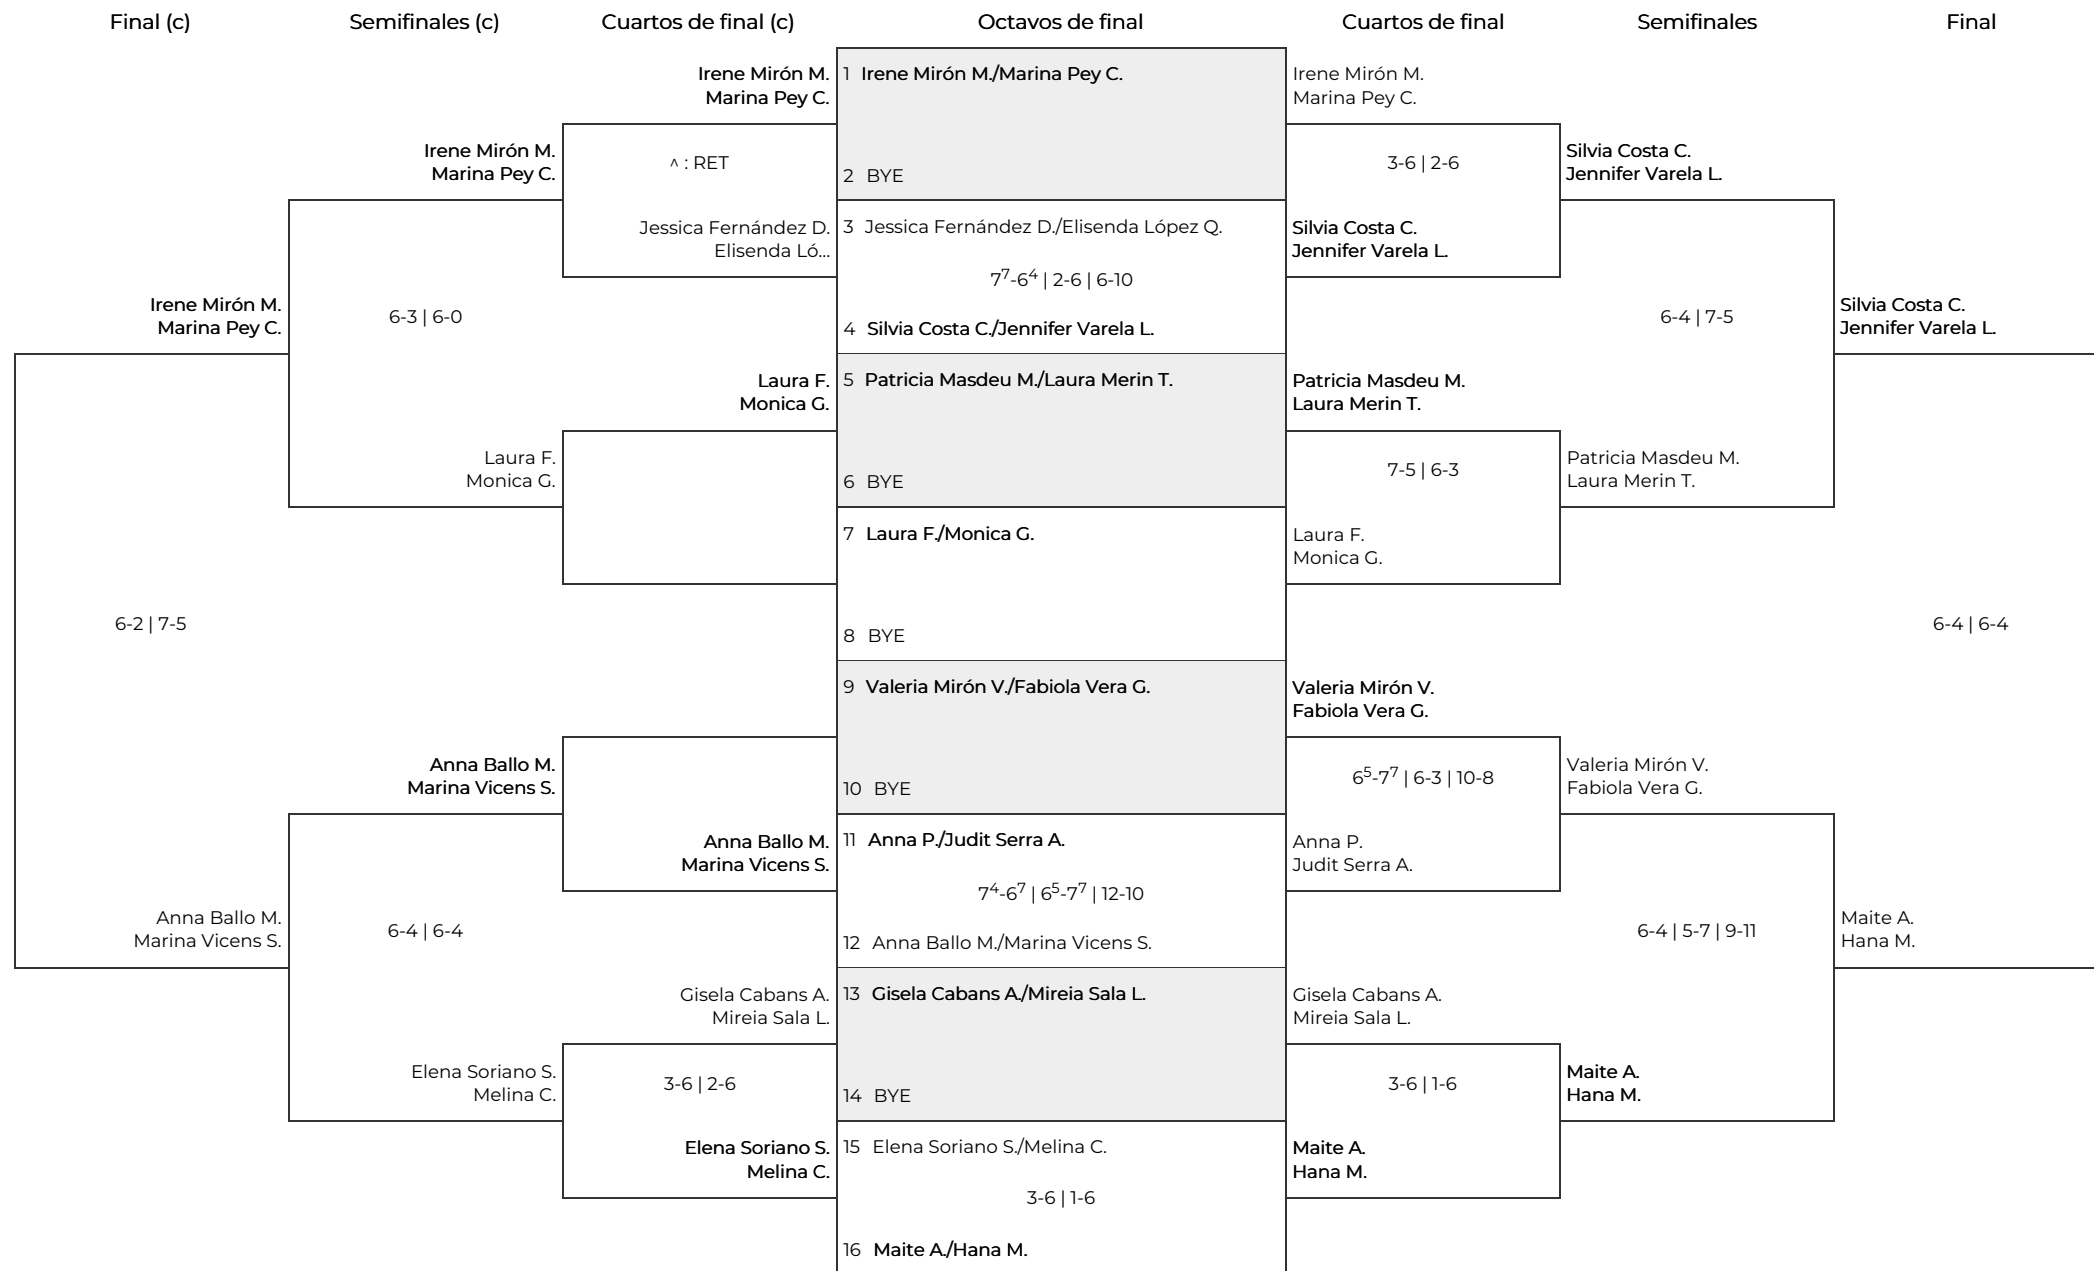 Final (c)
Semifinales (c)
Cuartos de final (c)
Octavos de final
Cuartos de final
Semifinales
Final
Irene Mirón M.
Marina Pey C.
Irene Mirón M.
Marina Pey C.
^ : RET
Jessica Fernández D.
Elisenda Ló...
Irene Mirón M.
Marina Pey C.
6-3 | 6-0
Laura F.
Monica G.
Laura F.
Monica G.
6-2 | 7-5
Anna Ballo M.
Marina Vicens S.
Anna Ballo M.
Marina Vicens S.
Anna Ballo M.
Marina Vicens S.
6-4 | 6-4
Gisela Cabans A.
Mireia Sala L.
Elena Soriano S.
Melina C.
3-6 | 2-6
Elena Soriano S.
Melina C.
1 Irene Mirón M./Marina Pey C.
2 BYE
3 Jessica Fernández D./Elisenda López Q.
7⁷-6⁴ | 2-6 | 6-10
4 Silvia Costa C./Jennifer Varela L.
5 Patricia Masdeu M./Laura Merin T.
6 BYE
7 Laura F./Monica G.
8 BYE
9 Valeria Mirón V./Fabiola Vera G.
10 BYE
11 Anna P./Judit Serra A.
7⁴-6⁷ | 6⁵-7⁷ | 12-10
12 Anna Ballo M./Marina Vicens S.
13 Gisela Cabans A./Mireia Sala L.
14 BYE
15 Elena Soriano S./Melina C.
3-6 | 1-6
16 Maite A./Hana M.
Irene Mirón M.
Marina Pey C.
3-6 | 2-6
Silvia Costa C.
Jennifer Varela L.
Silvia Costa C.
Jennifer Varela L.
6-4 | 7-5
Silvia Costa C.
Jennifer Varela L.
Patricia Masdeu M.
Laura Merin T.
7-5 | 6-3
Patricia Masdeu M.
Laura Merin T.
Laura F.
Monica G.
6-4 | 6-4
Valeria Mirón V.
Fabiola Vera G.
6⁵-7⁷ | 6-3 | 10-8
Valeria Mirón V.
Fabiola Vera G.
Anna P.
Judit Serra A.
6-4 | 5-7 | 9-11
Maite A.
Hana M.
Gisela Cabans A.
Mireia Sala L.
3-6 | 1-6
Maite A.
Hana M.
Maite A.
Hana M.